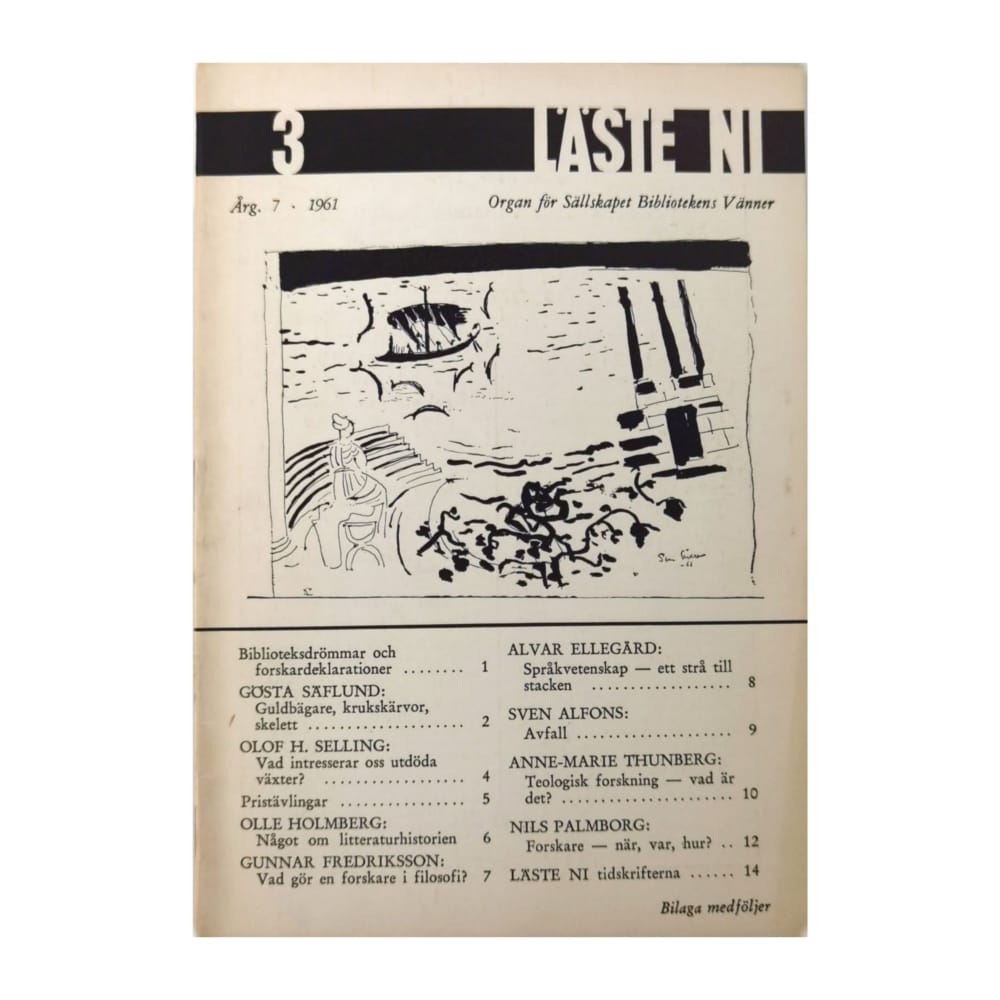 3 LÄSTE NI
Årg. 7 · 1961 Organ för Sällskapet Bibliotekens Vänner
Biblioteksdrömmar och
forskardeklarationer ........ 1
GÖSTA SÄFLUND:
Guldbägare, krukskärvor,
skelett .................... 2
OLOF H. SELLING:
Vad intresserar oss utdöda
växter? .................. 4
Pristävlingar ................ 5
OLLE HOLMBERG:
Något om litteraturhistorien 6
GUNNAR FREDRIKSSON:
Vad gör en forskare i filosofi? 7
ALVAR ELLEGÅRD:
Språkvetenskap — ett strå till
stacken .................. 8
SVEN ALFONS:
Avfall .................... 9
ANNE-MARIE THUNBERG:
Teologisk forskning — vad är
det? ...................... 10
NILS PALMBORG:
Forskare — när, var, hur? .. 12
LÄSTE NI tidskrifterna ...... 14
Bilaga medföljer